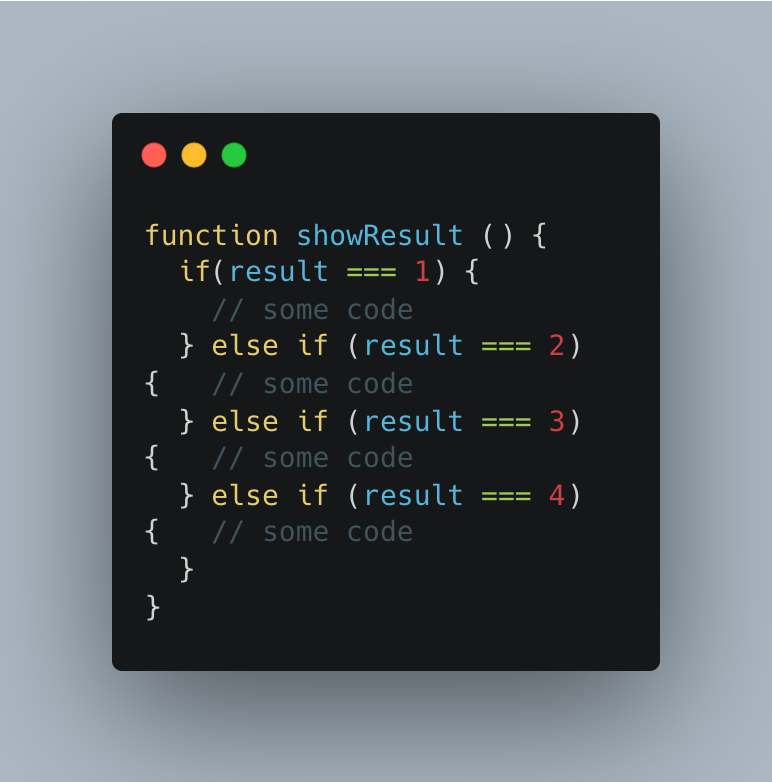 function showResult () {
  if(result === 1) {
    // some code
  } else if (result === 2)
{   // some code
  } else if (result === 3)
{   // some code
  } else if (result === 4)
{   // some code
  }
}